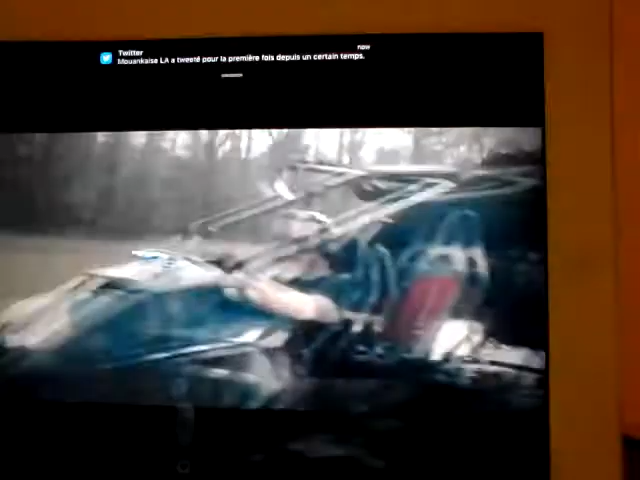 Twitter
now
Mouankaise LA a tweeté pour la première fois depuis un certain temps.